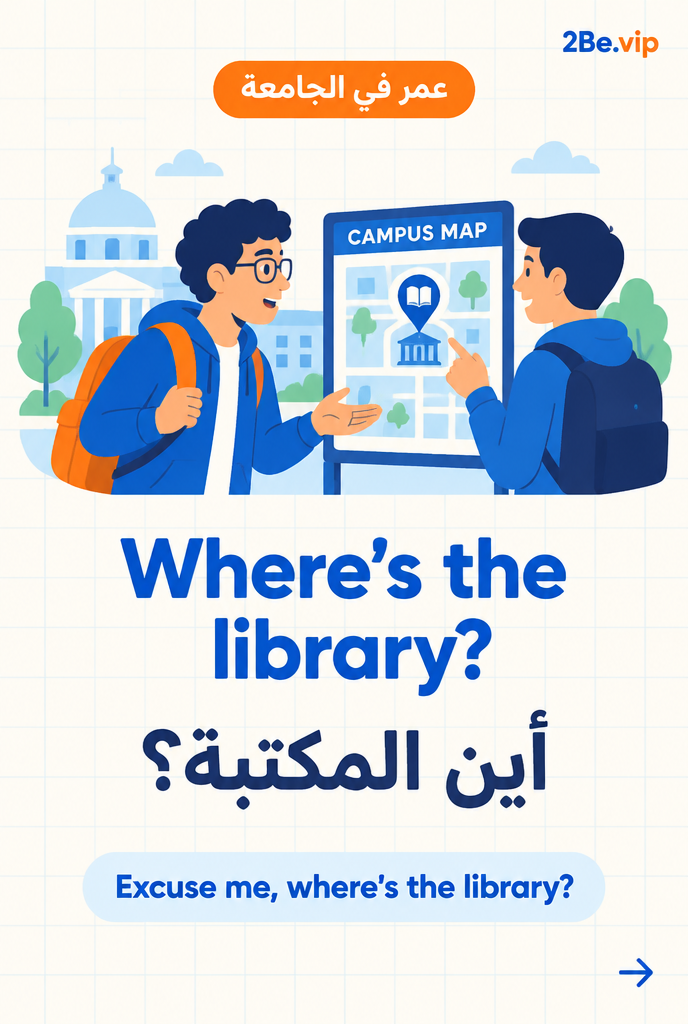 2Be.vip
عمر في الجامعة
CAMPUS MAP
Where's the
library?
أين المكتبة؟
Excuse me, where's the library?